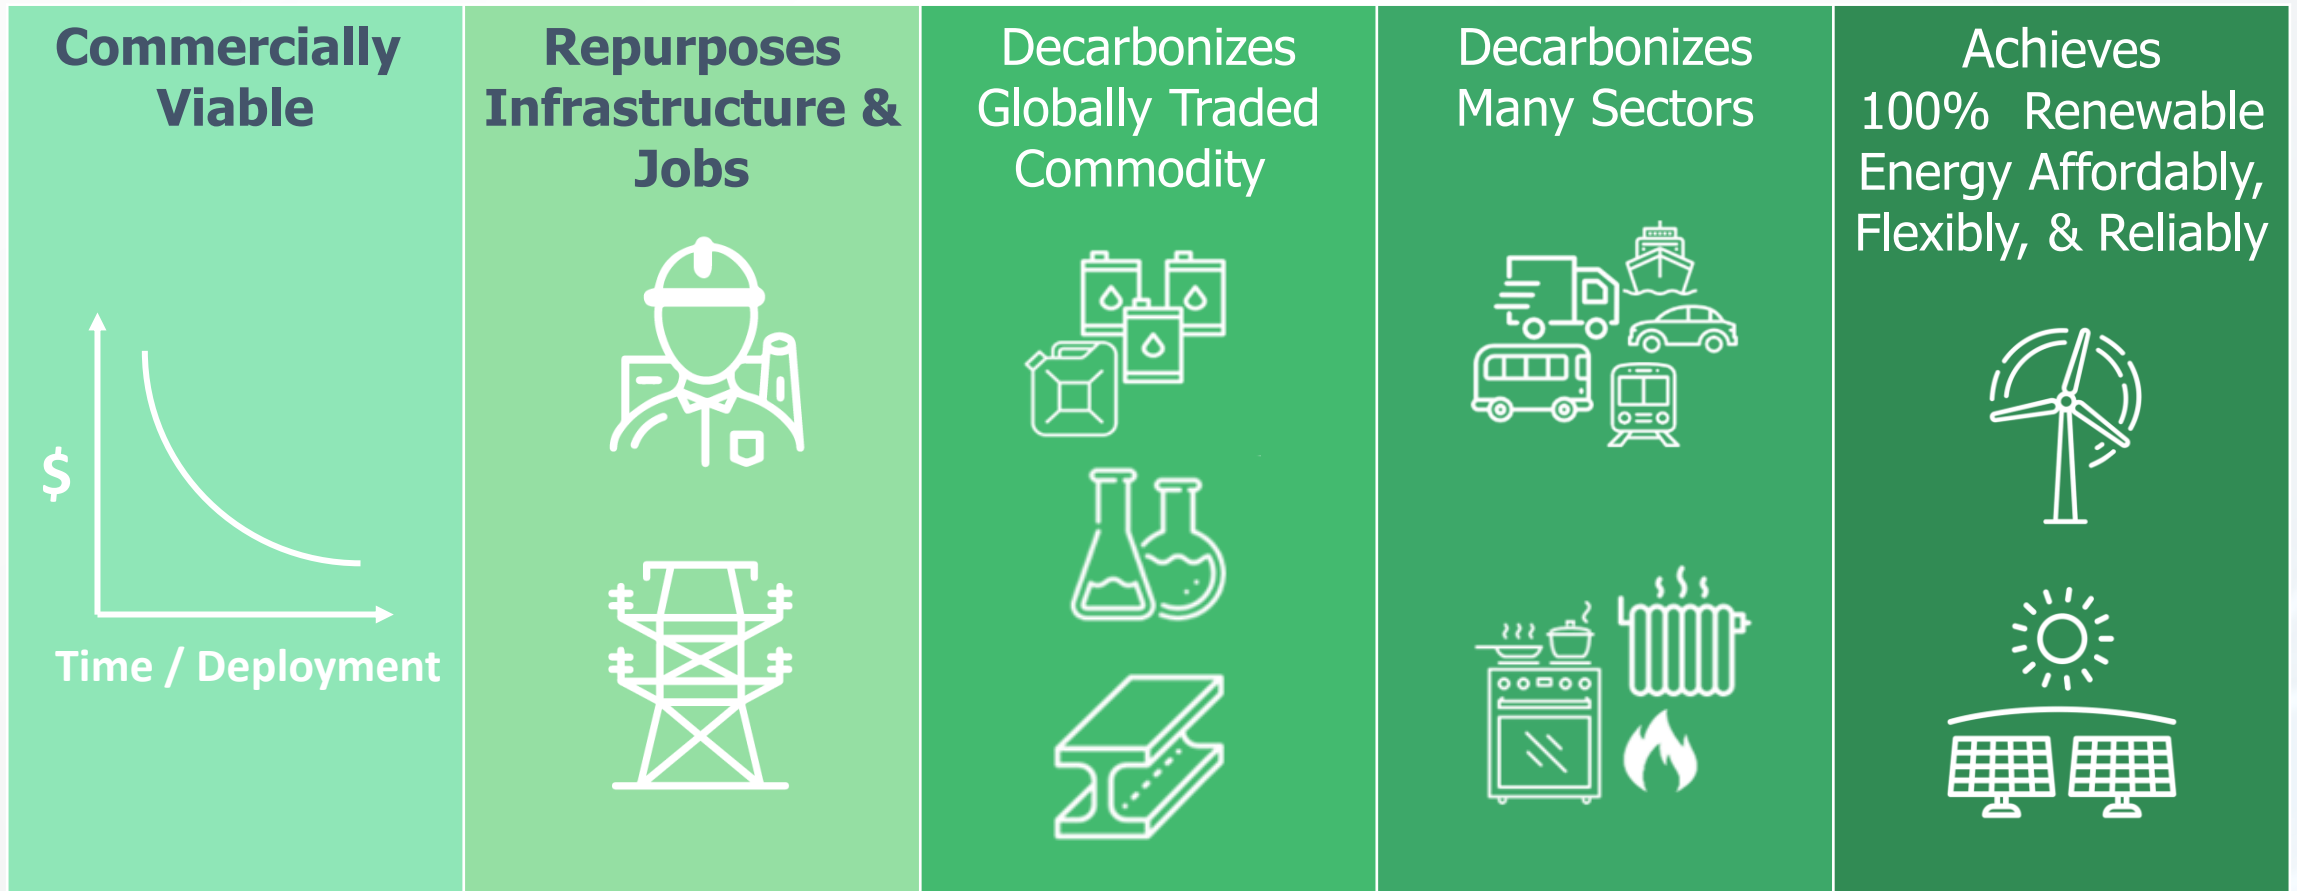 Commercially
Viable
$
Time / Deployment
Repurposes
Infrastructure &
Jobs
Decarbonizes
Globally Traded
Commodity
Decarbonizes
Many Sectors
Achieves
100% Renewable
Energy Affordably,
Flexibly, & Reliably